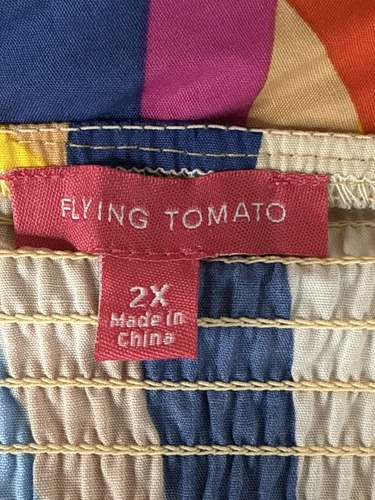 FLYING TOMATO
2X
Made in
China